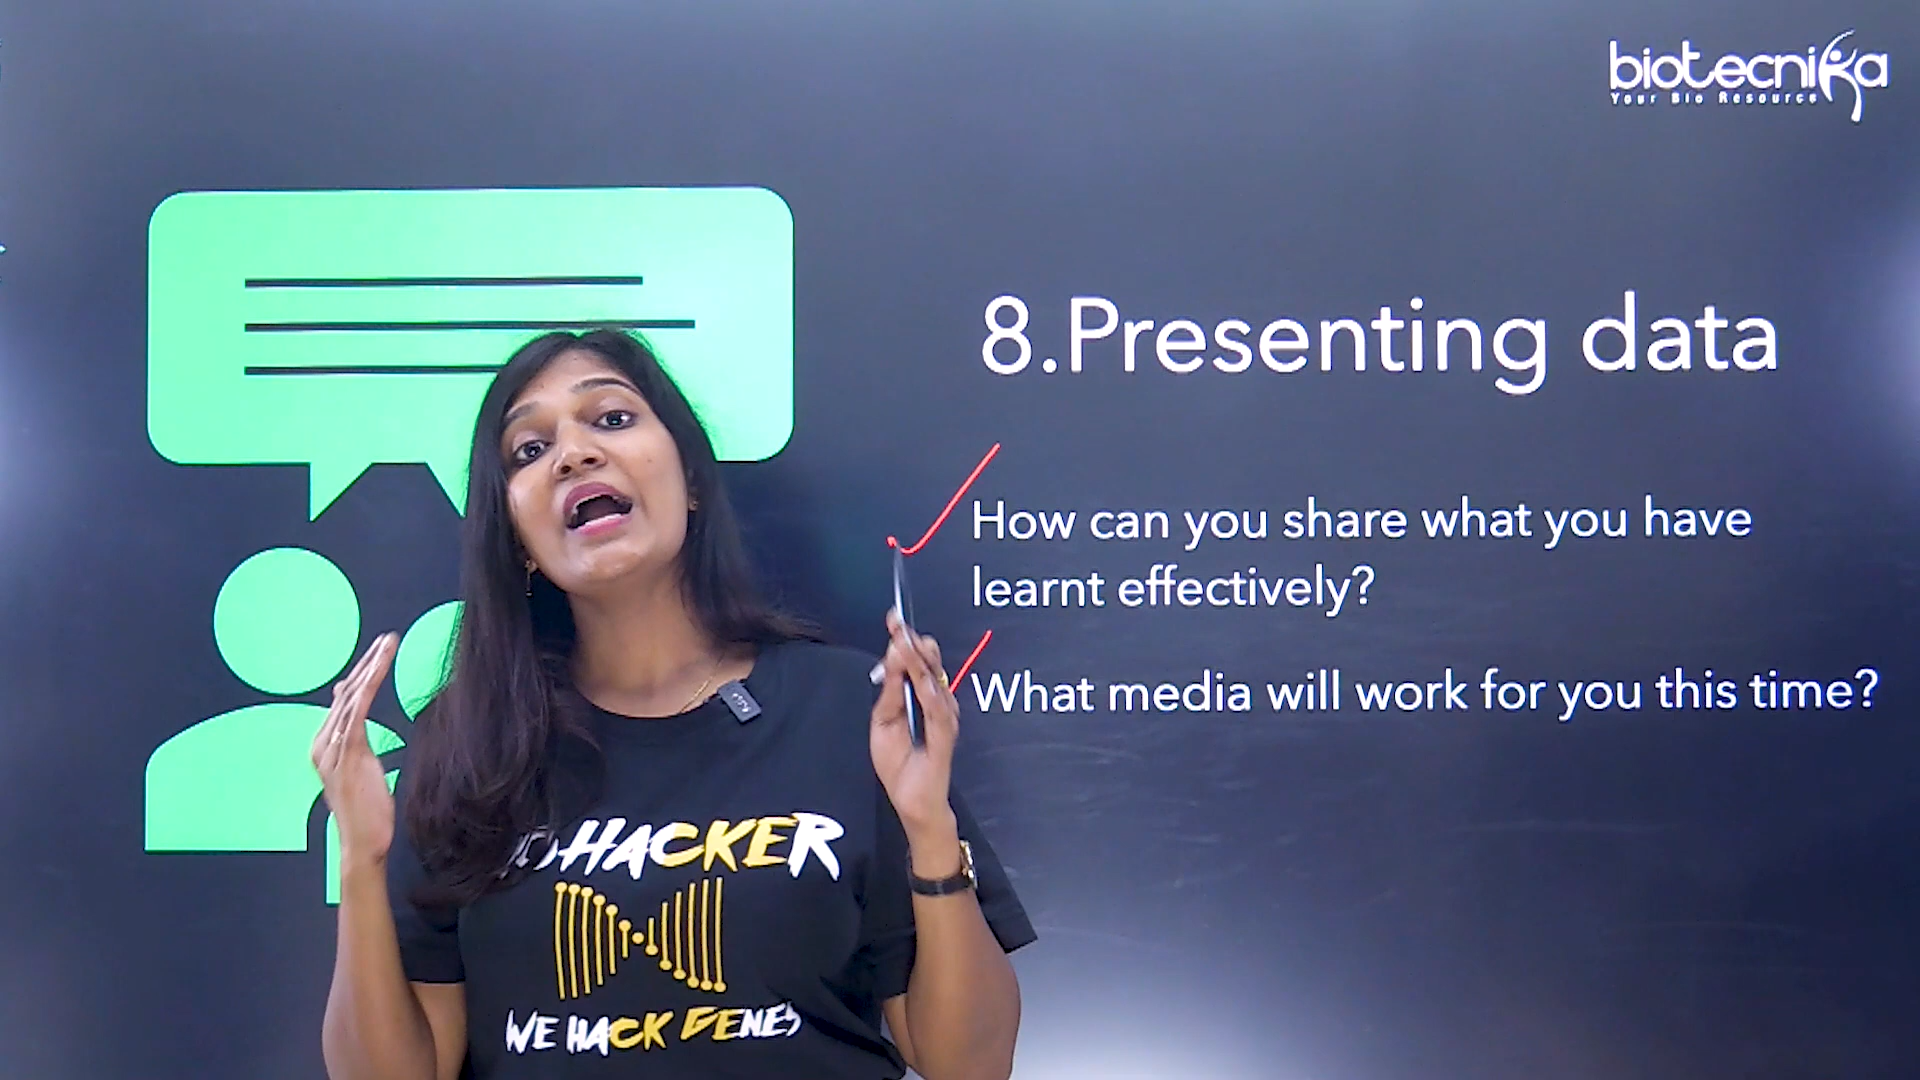 biotecnika
Your Bio Resource
8.Presenting data
How can you share what you have
learnt effectively?
What media will work for you this time?
HACKER
WE HACK GENES